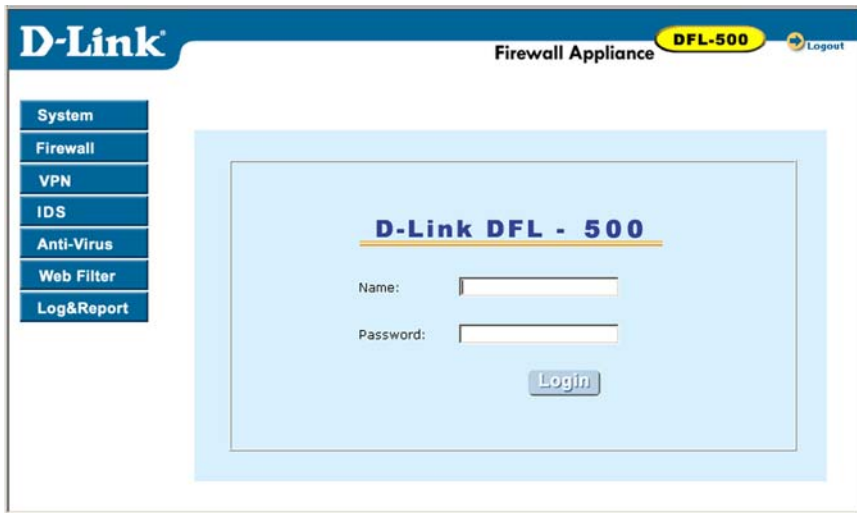 D-Link
Firewall Appliance
DFL-500
Logout
System
Firewall
VPN
IDS
Anti-Virus
Web Filter
Log&Report
D-Link DFL - 500
Name:
Password:
Login